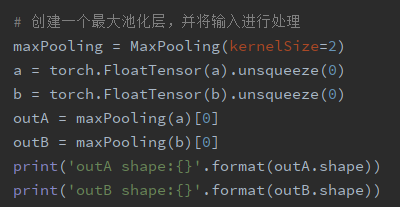 # 创建一个最大池化层，并将输入进行处理
maxPooling = MaxPooling(kernelSize=2)
a = torch.FloatTensor(a).unsqueeze(0)
b = torch.FloatTensor(b).unsqueeze(0)
outA = maxPooling(a)[0]
outB = maxPooling(b)[0]
print('outA shape:{}'.format(outA.shape))
print('outB shape:{}'.format(outB.shape))